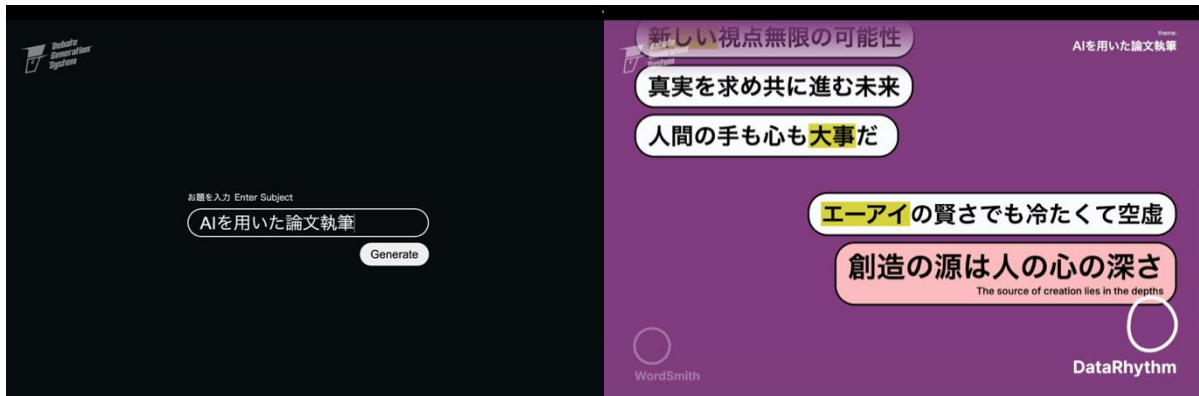 Debate
Generation
System
お題を入力 Enter Subject
AIを用いた論文執筆
Generate
Debate
Generation
System
theme:
AIを用いた論文執筆
新しい視点無限の可能性
真実を求め共に進む未来
人間の手も心も大事だ
エーアイの賢さでも冷たくて空虚
創造の源は人の心の深さ
The source of creation lies in the depths
WordSmith
DataRhythm